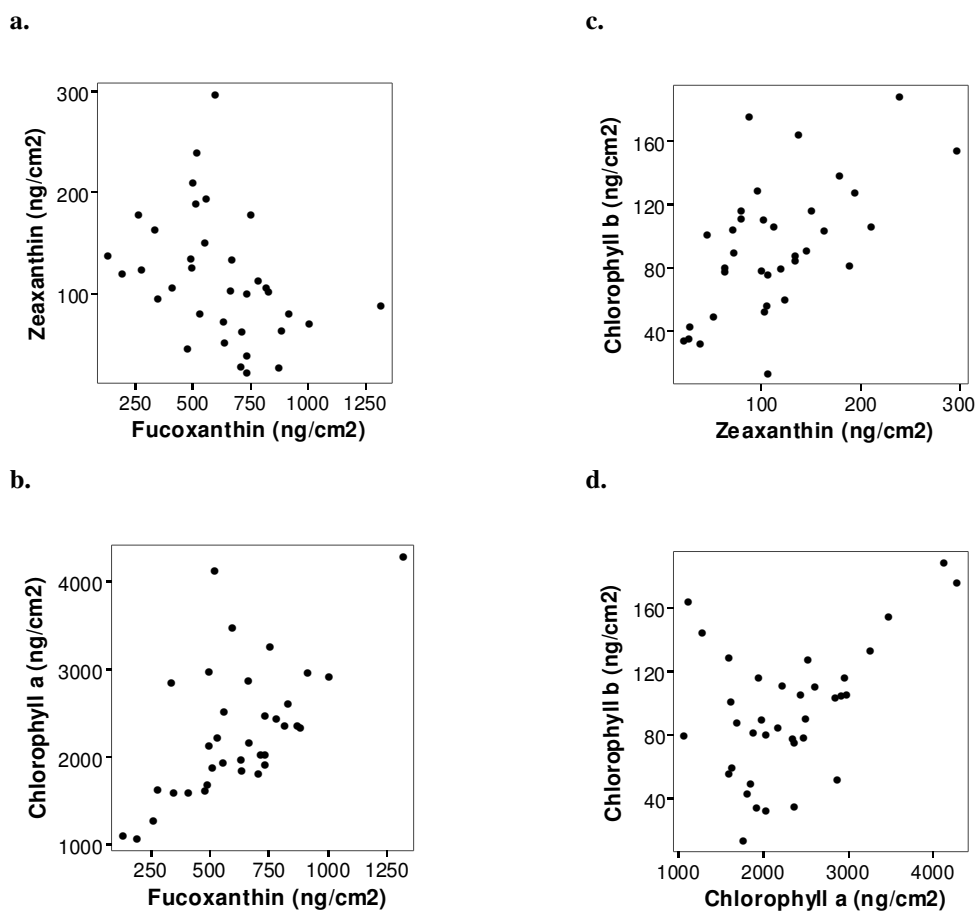 a.
300
200
100
Zeaxanthin (ng/cm2)
250 500 750 1000 1250
Fucoxanthin (ng/cm2)
b.
4000
3000
2000
1000
Chlorophyll a (ng/cm2)
250 500 750 1000 1250
Fucoxanthin (ng/cm2)
c.
160
120
80
40
Chlorophyll b (ng/cm2)
100 200 300
Zeaxanthin (ng/cm2)
d.
160
120
80
40
Chlorophyll b (ng/cm2)
1000 2000 3000 4000
Chlorophyll a (ng/cm2)